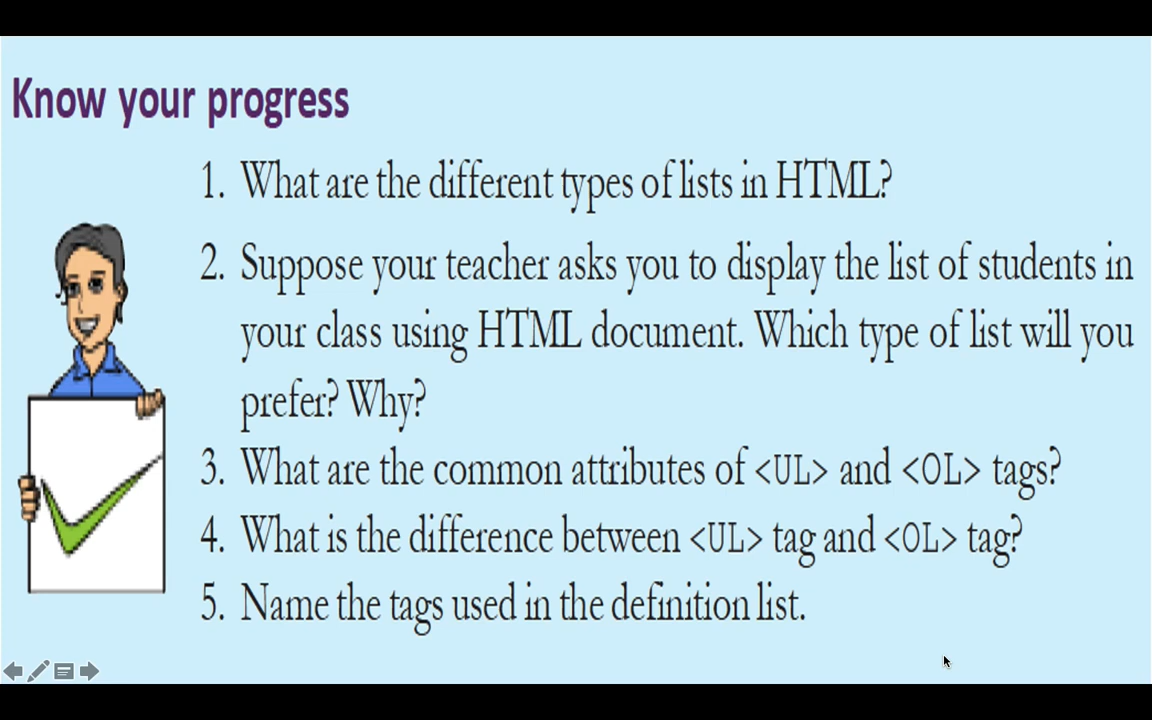 Know your progress
1. What are the different types of lists in HTML?
2. Suppose your teacher asks you to display the list of students in
your class using HTML document. Which type of list will you
prefer? Why?
3. What are the common attributes of <UL> and <OL> tags?
4. What is the difference between <UL> tag and <OL> tag?
5. Name the tags used in the definition list.